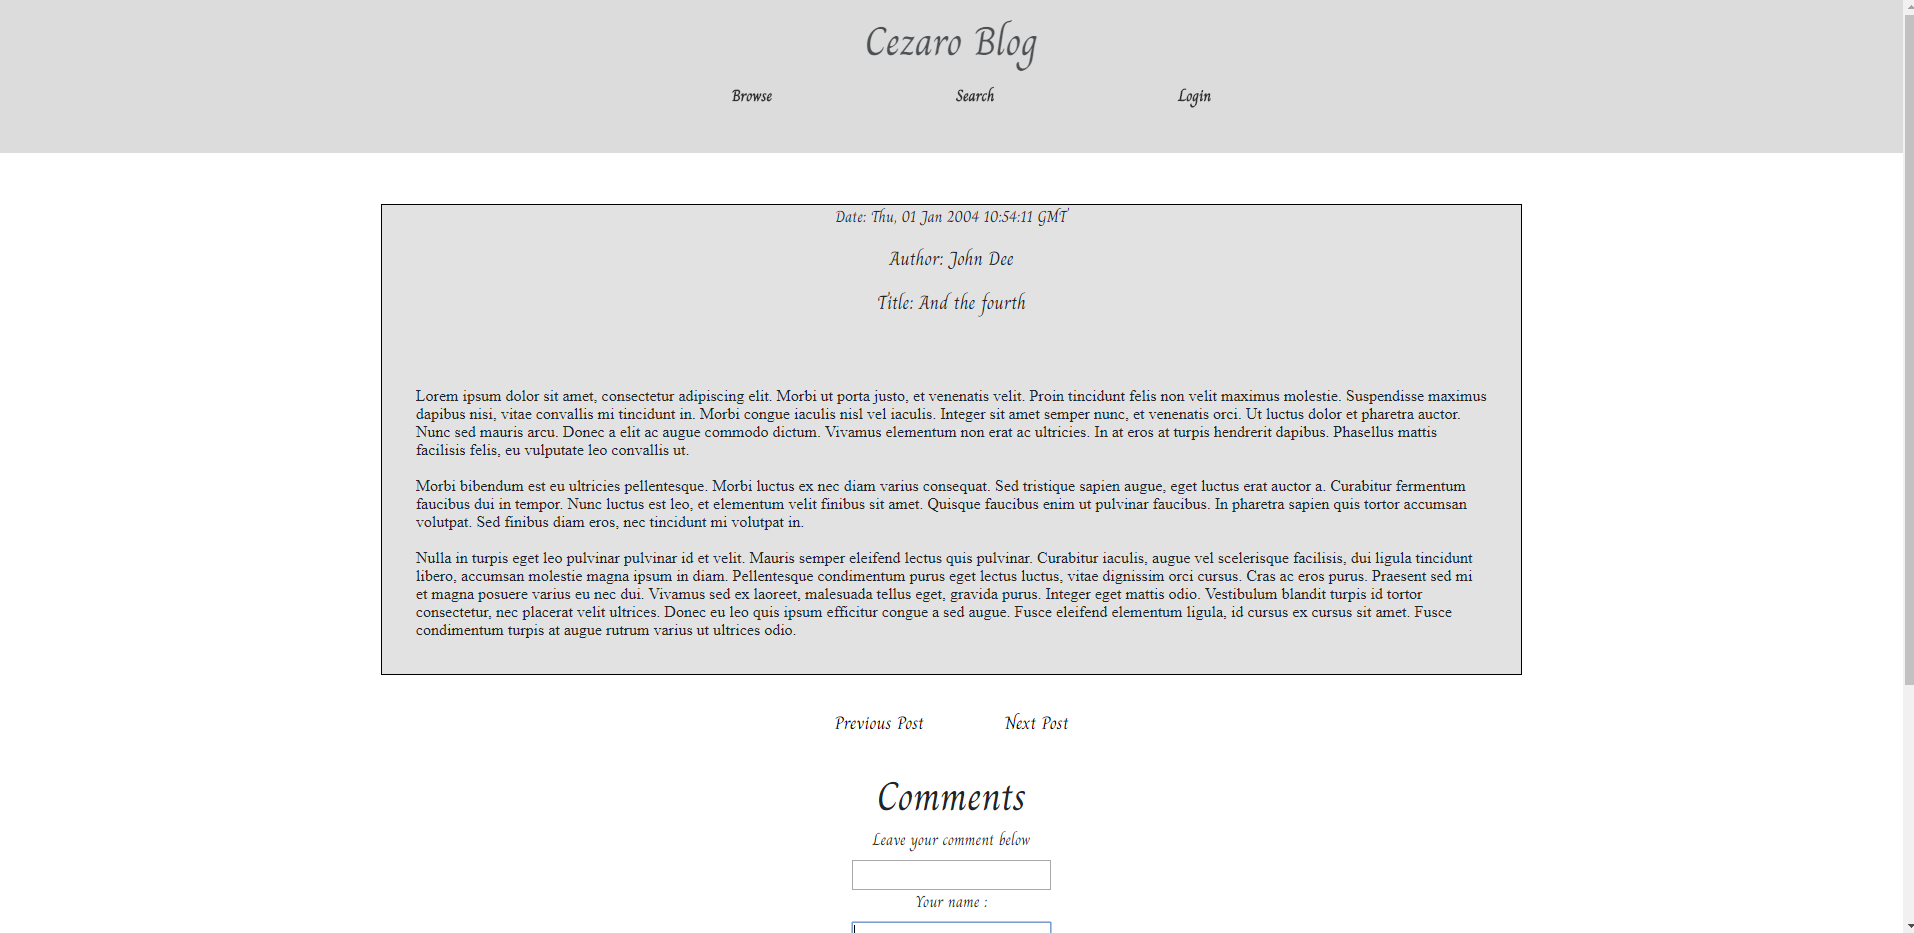 Cezaro Blog
Browse Search Login
Date: Thu, 01 Jan 2004 10:54:11 GMT
Author: John Dee
Title: And the fourth
Lorem ipsum dolor sit amet, consectetur adipiscing elit. Morbi ut porta justo, et venenatis velit. Proin tincidunt felis non velit maximus molestie. Suspendisse maximus
dapibus nisi, vitae convallis mi tincidunt in. Morbi congue iaculis nisl vel iaculis. Integer sit amet semper nunc, et venenatis orci. Ut luctus dolor et pharetra auctor.
Nunc sed mauris arcu. Donec a elit ac augue commodo dictum. Vivamus elementum non erat ac ultricies. In at eros at turpis hendrerit dapibus. Phasellus mattis
facilisis felis, eu vulputate leo convallis ut.
Morbi bibendum est eu ultricies pellentesque. Morbi luctus ex nec diam varius consequat. Sed tristique sapien augue, eget luctus erat auctor a. Curabitur fermentum
faucibus dui in tempor. Nunc luctus est leo, et elementum velit finibus sit amet. Quisque faucibus enim ut pulvinar faucibus. In pharetra sapien quis tortor accumsan
volutpat. Sed finibus diam eros, nec tincidunt mi volutpat in.
Nulla in turpis eget leo pulvinar pulvinar id et velit. Mauris semper eleifend lectus quis pulvinar. Curabitur iaculis, augue vel scelerisque facilisis, dui ligula tincidunt
libero, accumsan molestie magna ipsum in diam. Pellentesque condimentum purus eget lectus luctus, vitae dignissim orci cursus. Cras ac eros purus. Praesent sed mi
et magna posuere varius eu nec dui. Vivamus sed ex laoreet, malesuada tellus eget, gravida purus. Integer eget mattis odio. Vestibulum blandit turpis id tortor
consectetur, nec placerat velit ultrices. Donec eu leo quis ipsum efficitur congue a sed augue. Fusce eleifend elementum ligula, id cursus ex cursus sit amet. Fusce
condimentum turpis at augue rutrum varius ut ultrices odio.
Previous Post Next Post
Comments
Leave your comment below
Your name :